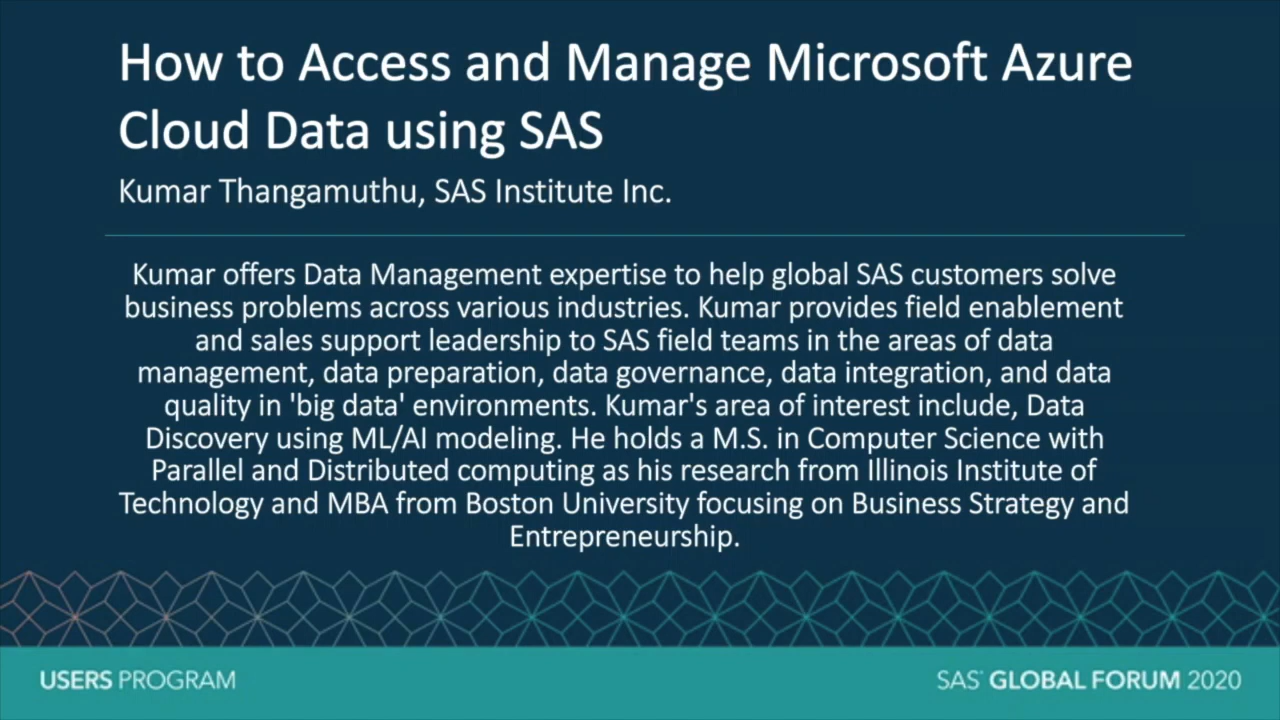 How to Access and Manage Microsoft Azure
Cloud Data using SAS
Kumar Thangamuthu, SAS Institute Inc.
Kumar offers Data Management expertise to help global SAS customers solve
business problems across various industries. Kumar provides field enablement
and sales support leadership to SAS field teams in the areas of data
management, data preparation, data governance, data integration, and data
quality in 'big data' environments. Kumar's area of interest include, Data
Discovery using ML/AI modeling. He holds a M.S. in Computer Science with
Parallel and Distributed computing as his research from Illinois Institute of
Technology and MBA from Boston University focusing on Business Strategy and
Entrepreneurship.
USERS PROGRAM
SAS® GLOBAL FORUM 2020